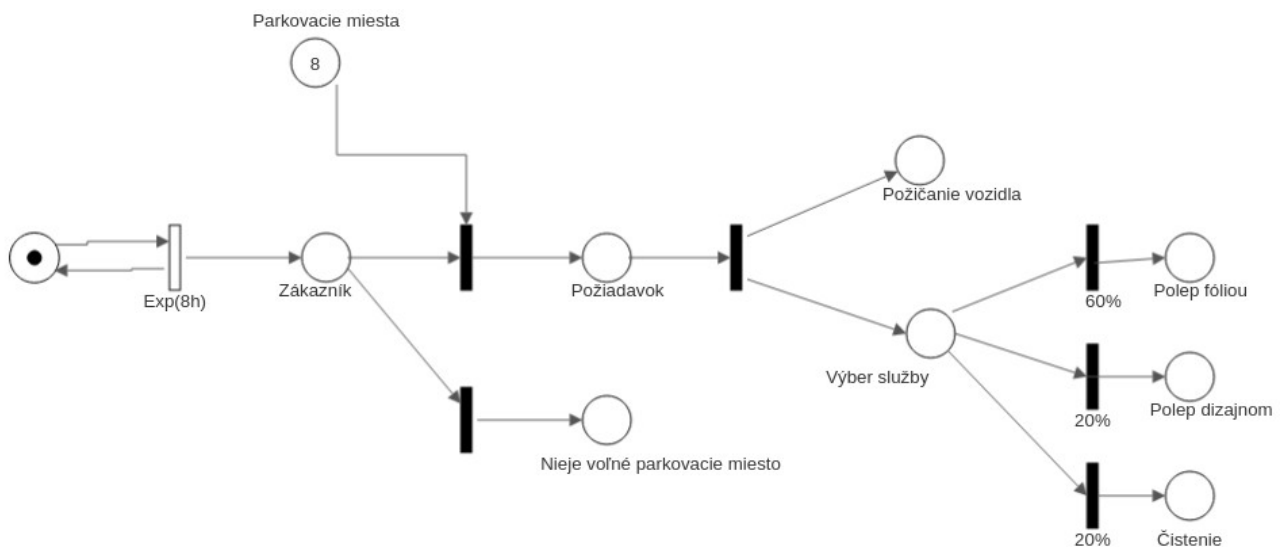 Parkovacie miesta
8
Požičanie vozidla
Exp(8h)
Zákazník
Požiadavok
60%
Polep fóliou
Výber služby
20%
Polep dizajnom
Nieje voľné parkovacie miesto
20%
Čistenie